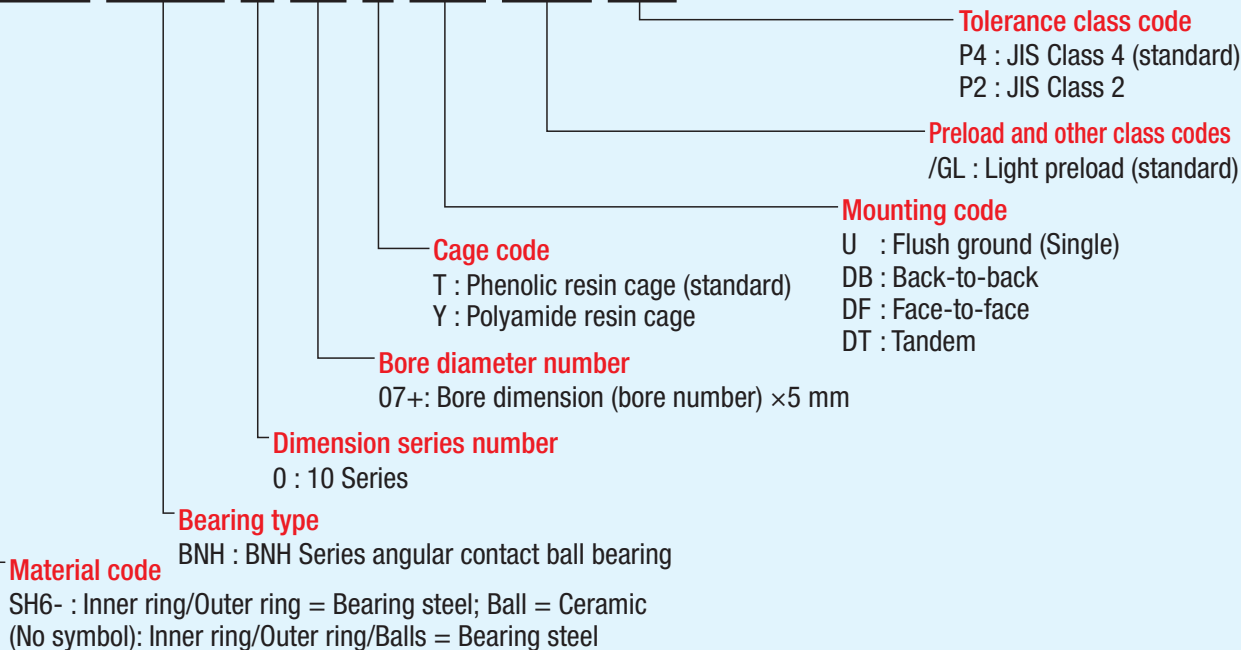 Tolerance class code
P4 : JIS Class 4 (standard)
P2 : JIS Class 2
Preload and other class codes
/GL : Light preload (standard)
Mounting code
U : Flush ground (Single)
DB : Back-to-back
DF : Face-to-face
DT : Tandem
Cage code
T : Phenolic resin cage (standard)
Y : Polyamide resin cage
Bore diameter number
07+: Bore dimension (bore number) ×5 mm
Dimension series number
0 : 10 Series
Bearing type
BNH : BNH Series angular contact ball bearing
Material code
SH6- : Inner ring/Outer ring = Bearing steel; Ball = Ceramic
(No symbol): Inner ring/Outer ring/Balls = Bearing steel